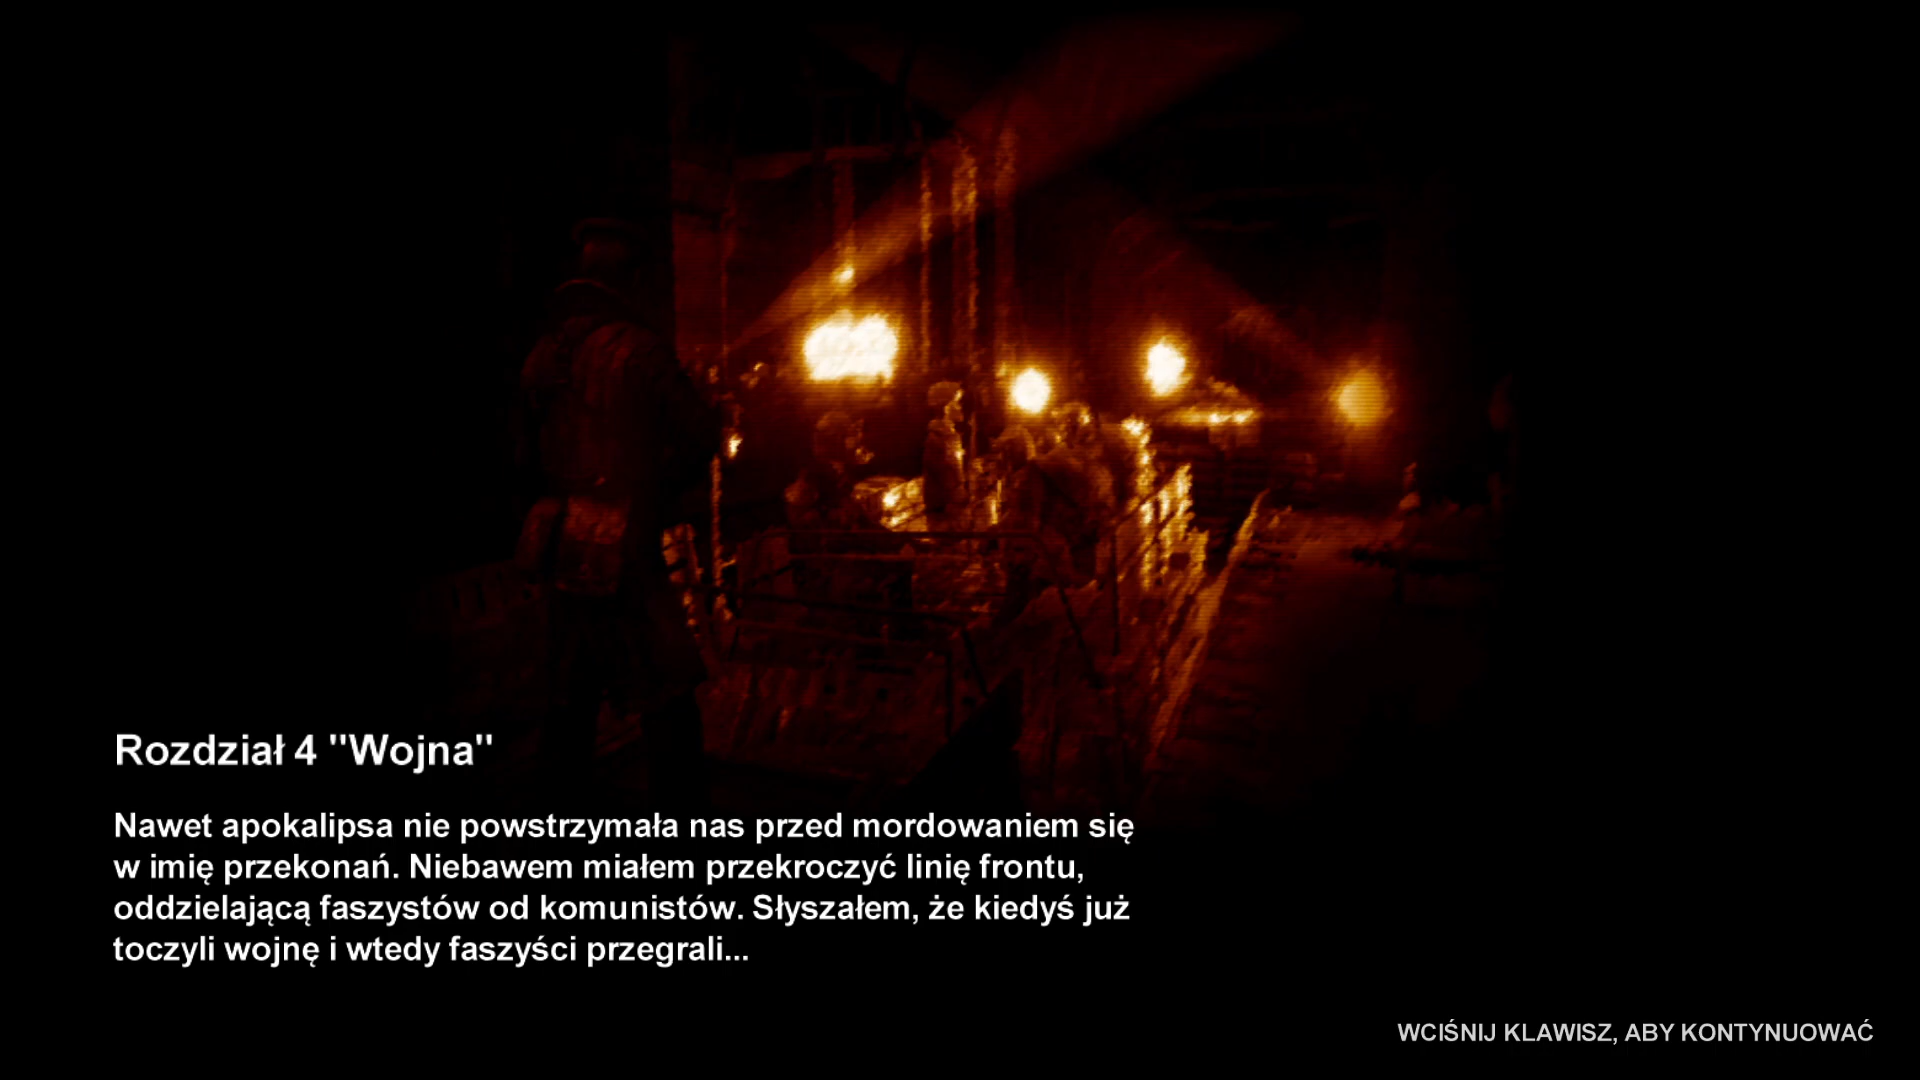 Rozdział 4 "Wojna"
Nawet apokalipsa nie powstrzymała nas przed mordowaniem się
w imię przekonań. Niebawem miałem przekroczyć linię frontu,
oddzielającą faszystów od komunistów. Słyszałem, że kiedyś już
toczyli wojnę i wtedy faszyści przegrali...
WCIŚNIJ KLAWISZ, ABY KONTYNUOWAĆ